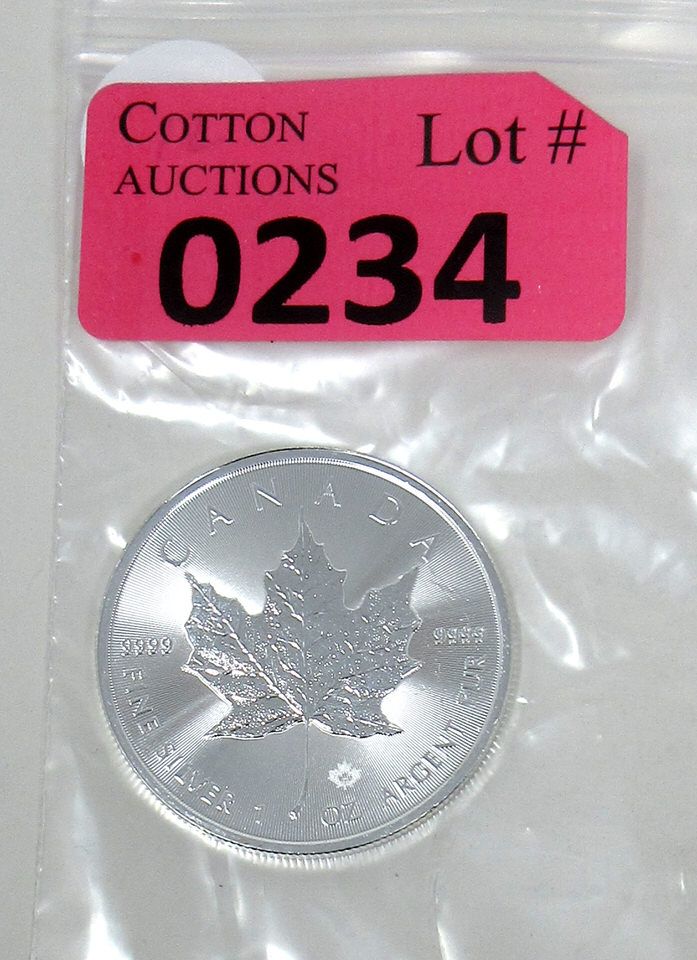 COTTON
AUCTIONS
Lot #
0234
CANADA
9999
9999
FINE SILVER 1 OZ ARGENT PUR